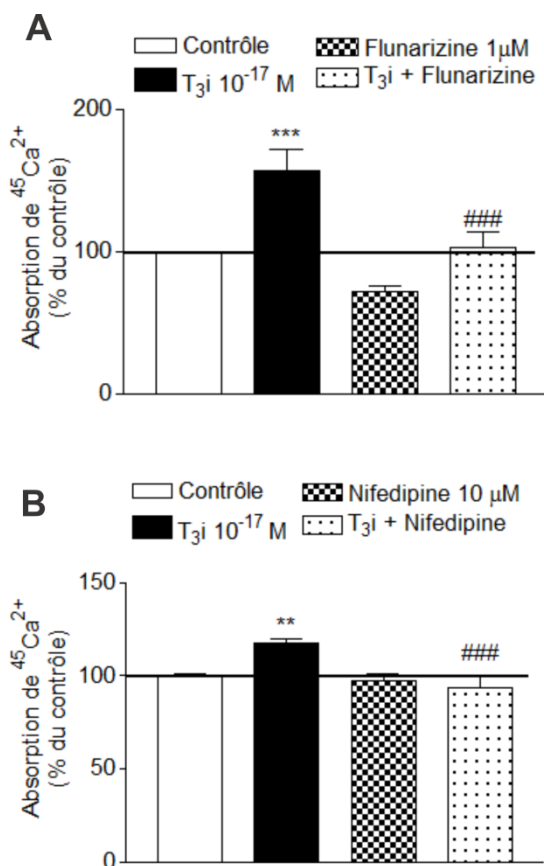 A
Contrôle
Flunarizine 1µM
T₃i 10⁻¹⁷ M
T₃i + Flunarizine
200
100
0
Absorption de ⁴⁵Ca²⁺
(% du contrôle)
***
###
B
Contrôle
Nifedipine 10 µM
T₃i 10⁻¹⁷ M
T₃i + Nifedipine
150
100
50
0
Absorption de ⁴⁵Ca²⁺
(% du contrôle)
**
###